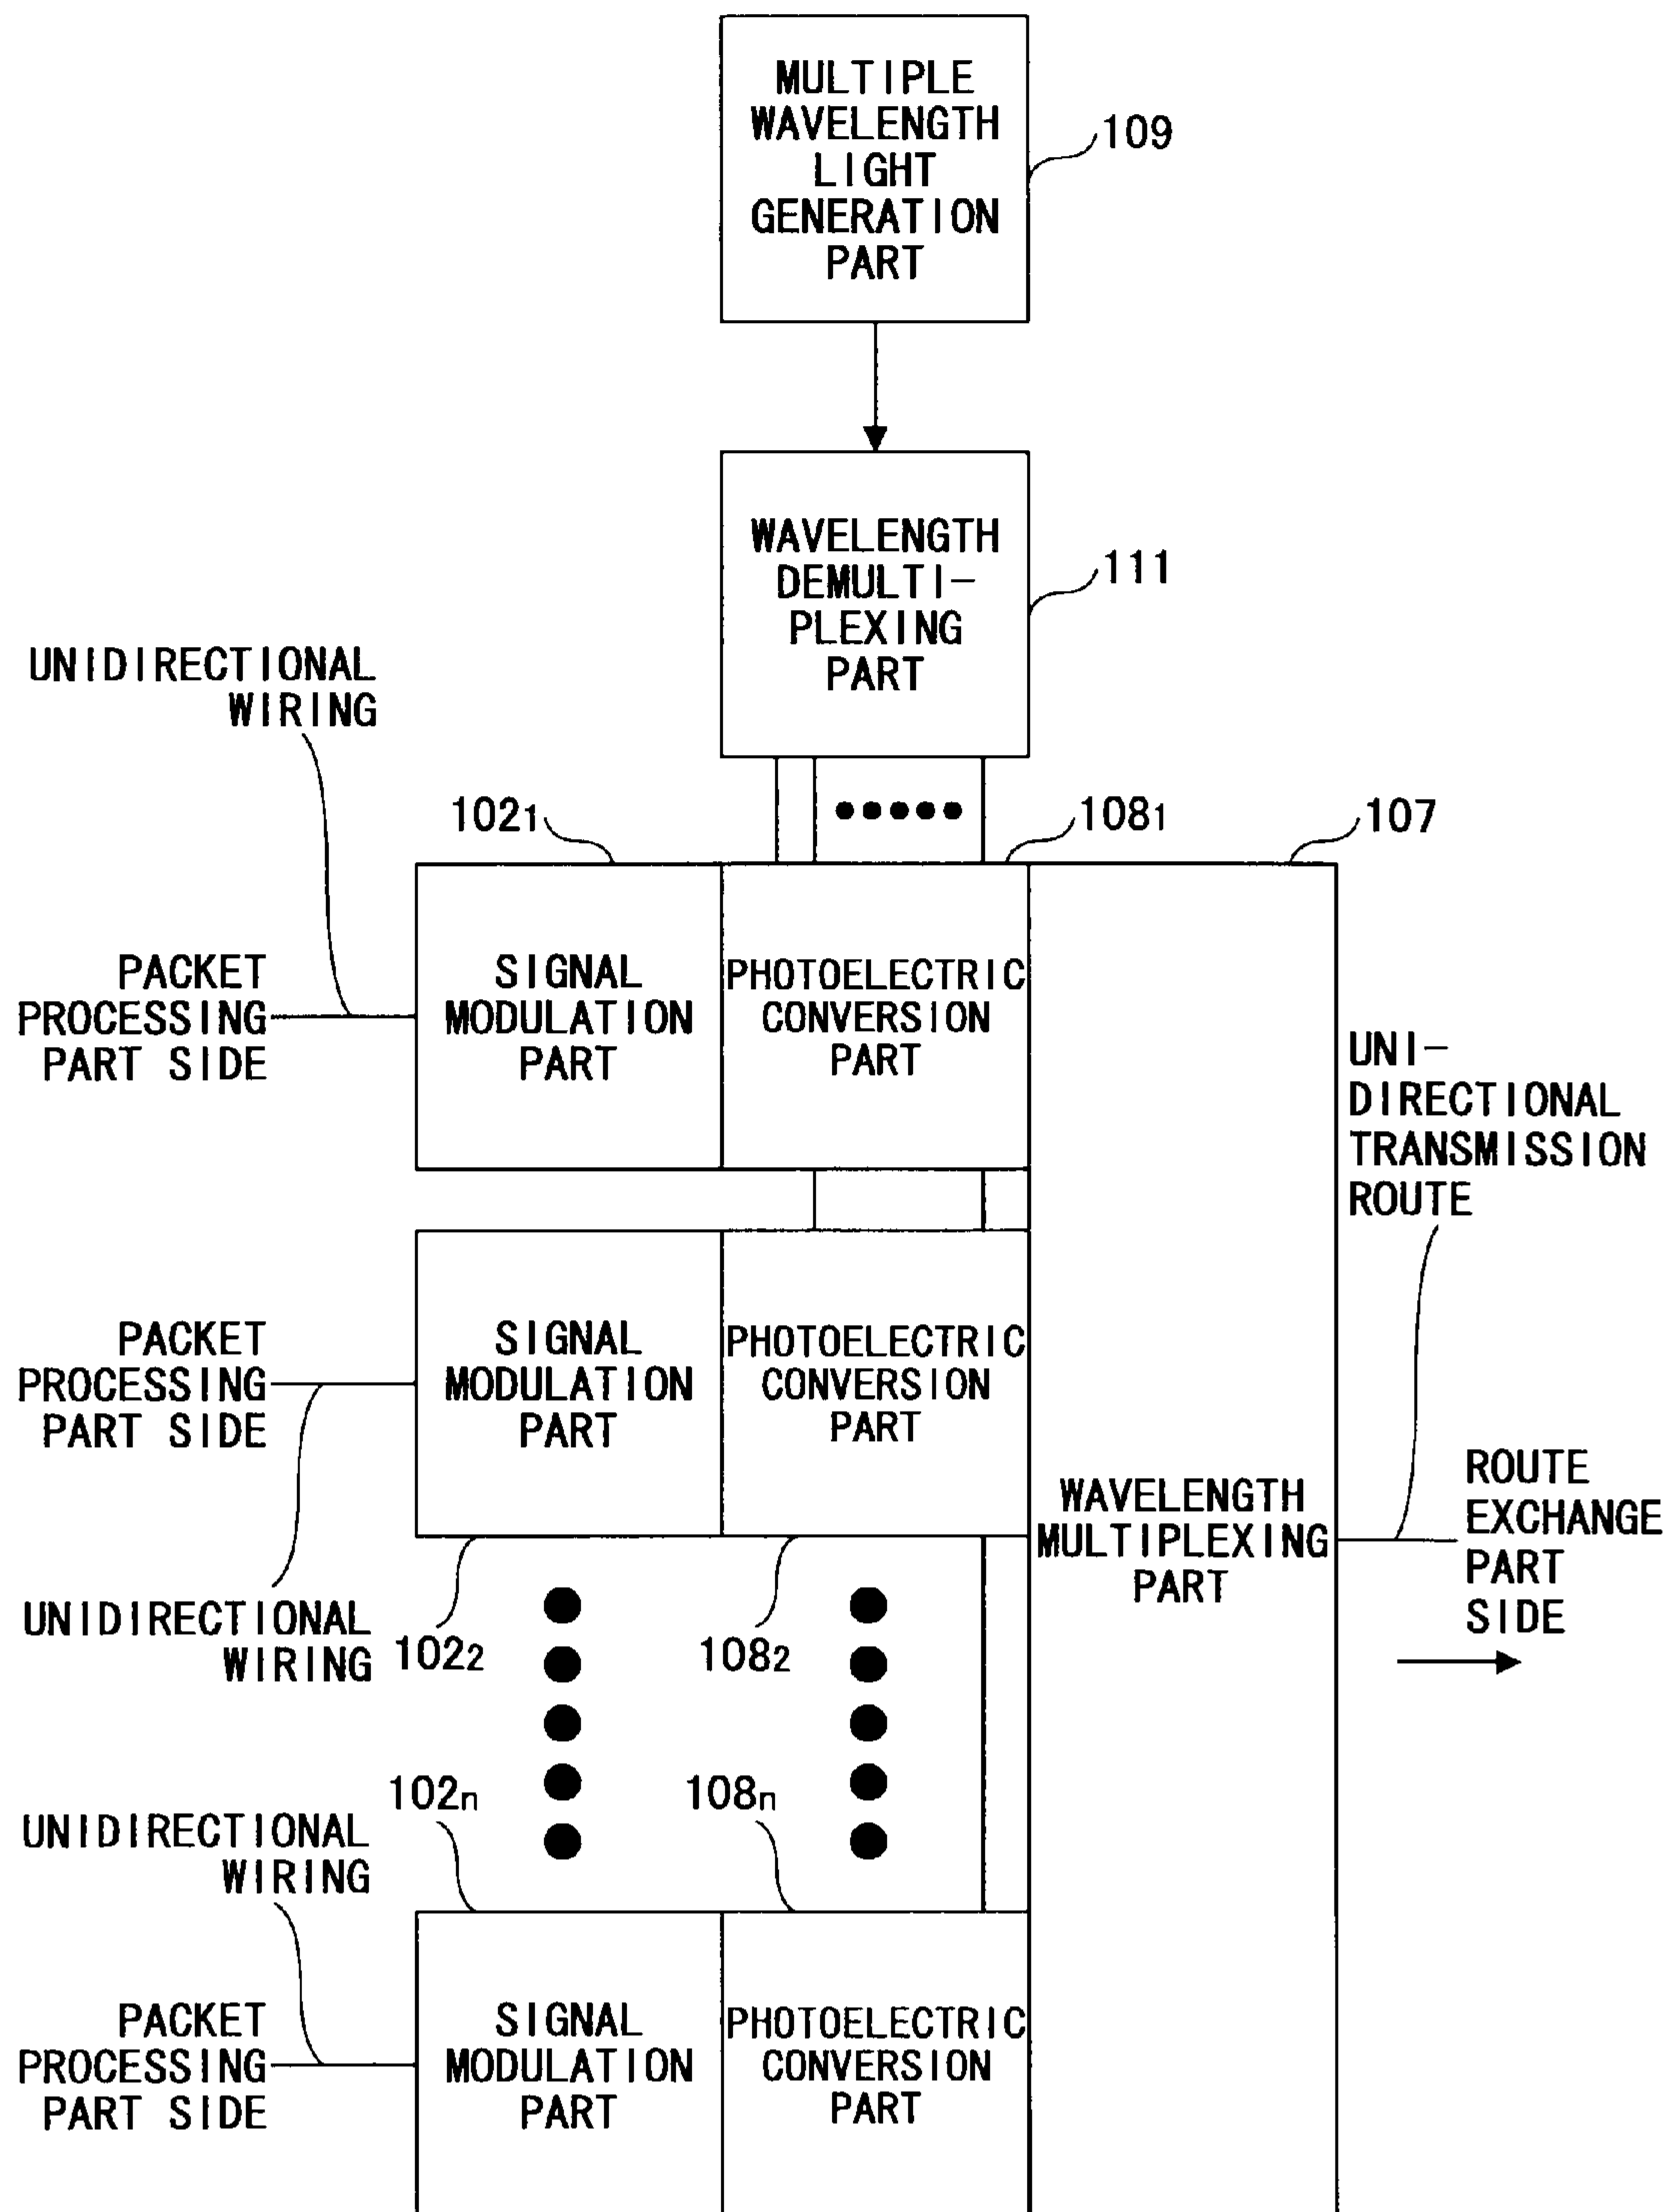 MULTIPLE
WAVELENGTH
LIGHT
GENERATION
PART
109
WAVELENGTH
DEMULTI-
PLEXING
PART
111
UNIDIRECTIONAL
WIRING
102₁
108₁
107
PACKET
PROCESSING
PART SIDE
SIGNAL
MODULATION
PART
PHOTOELECTRIC
CONVERSION
PART
UNI-
DIRECTIONAL
TRANSMISSION
ROUTE
PACKET
PROCESSING
PART SIDE
SIGNAL
MODULATION
PART
PHOTOELECTRIC
CONVERSION
PART
WAVELENGTH
MULTIPLEXING
PART
ROUTE
EXCHANGE
PART
SIDE
UNIDIRECTIONAL
WIRING
102₂
108₂
102ₙ
108ₙ
UNIDIRECTIONAL
WIRING
PACKET
PROCESSING
PART SIDE
SIGNAL
MODULATION
PART
PHOTOELECTRIC
CONVERSION
PART